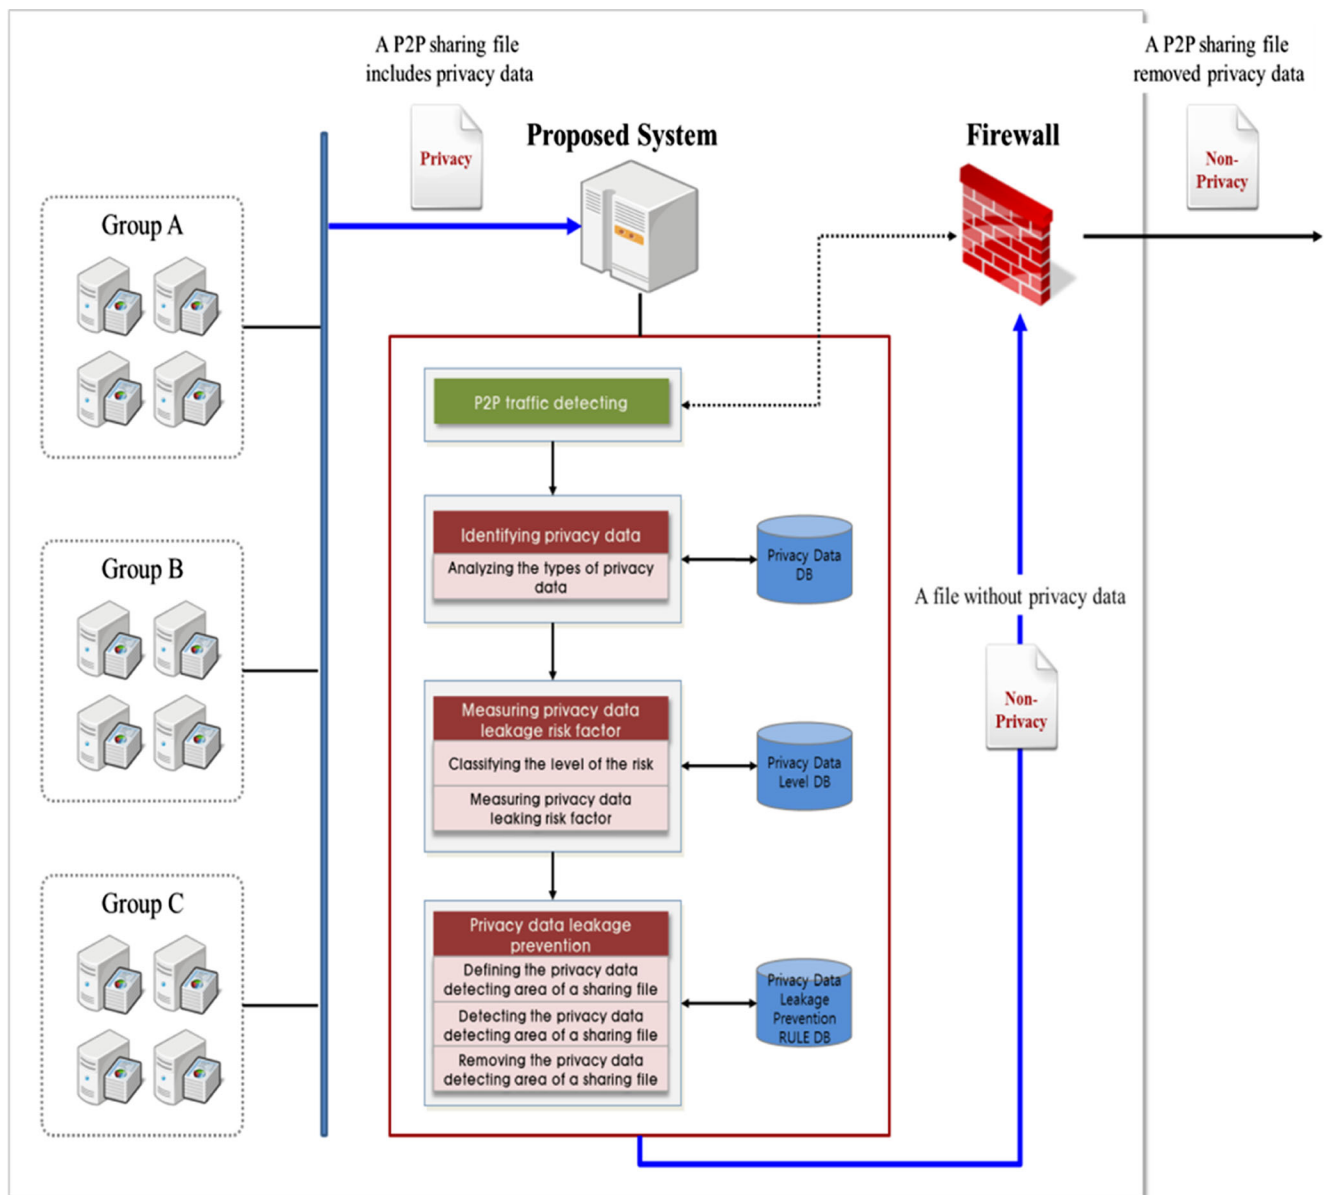 A P2P sharing file
includes privacy data
Privacy
Proposed System
Firewall
A P2P sharing file
removed privacy data
Non-
Privacy
Group A
Group B
Group C
P2P traffic detecting
Identifying privacy data
Analyzing the types of privacy
data
Privacy Data
DB
Measuring privacy data
leakage risk factor
Classifying the level of the risk
Measuring privacy data
leaking risk factor
Privacy Data
Level DB
Privacy data leakage
prevention
Defining the privacy data
detecting area of a sharing file
Detecting the privacy data
detecting area of a sharing file
Removing the privacy data
detecting area of a sharing file
Privacy Data
Leakage
Prevention
RULE DB
A file without privacy data
Non-
Privacy